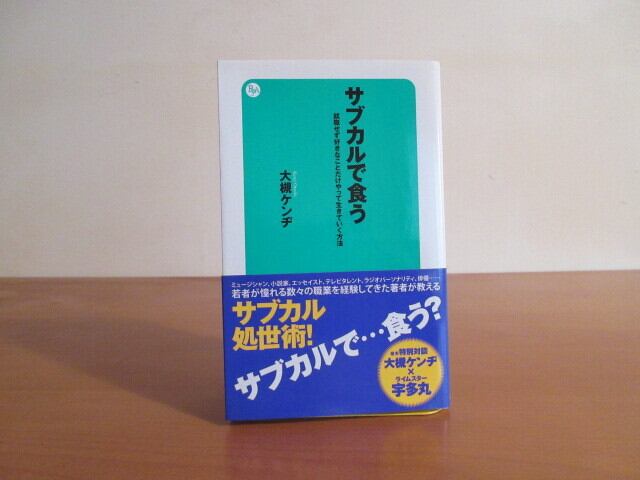 サブカルで食う
就職せず好きなことだけやって生きていく方法
大槻ケンヂ
ミュージシャン、小説家、エッセイスト、テレビタレント、ラジオパーソナリティ、俳優……
若者が憧れる数々の職業を経験してきた著者が教える
サブカル
処世術!
サブカルで…食う?
特別対談
大槻ケンヂ
×
ライムスター
宇多丸